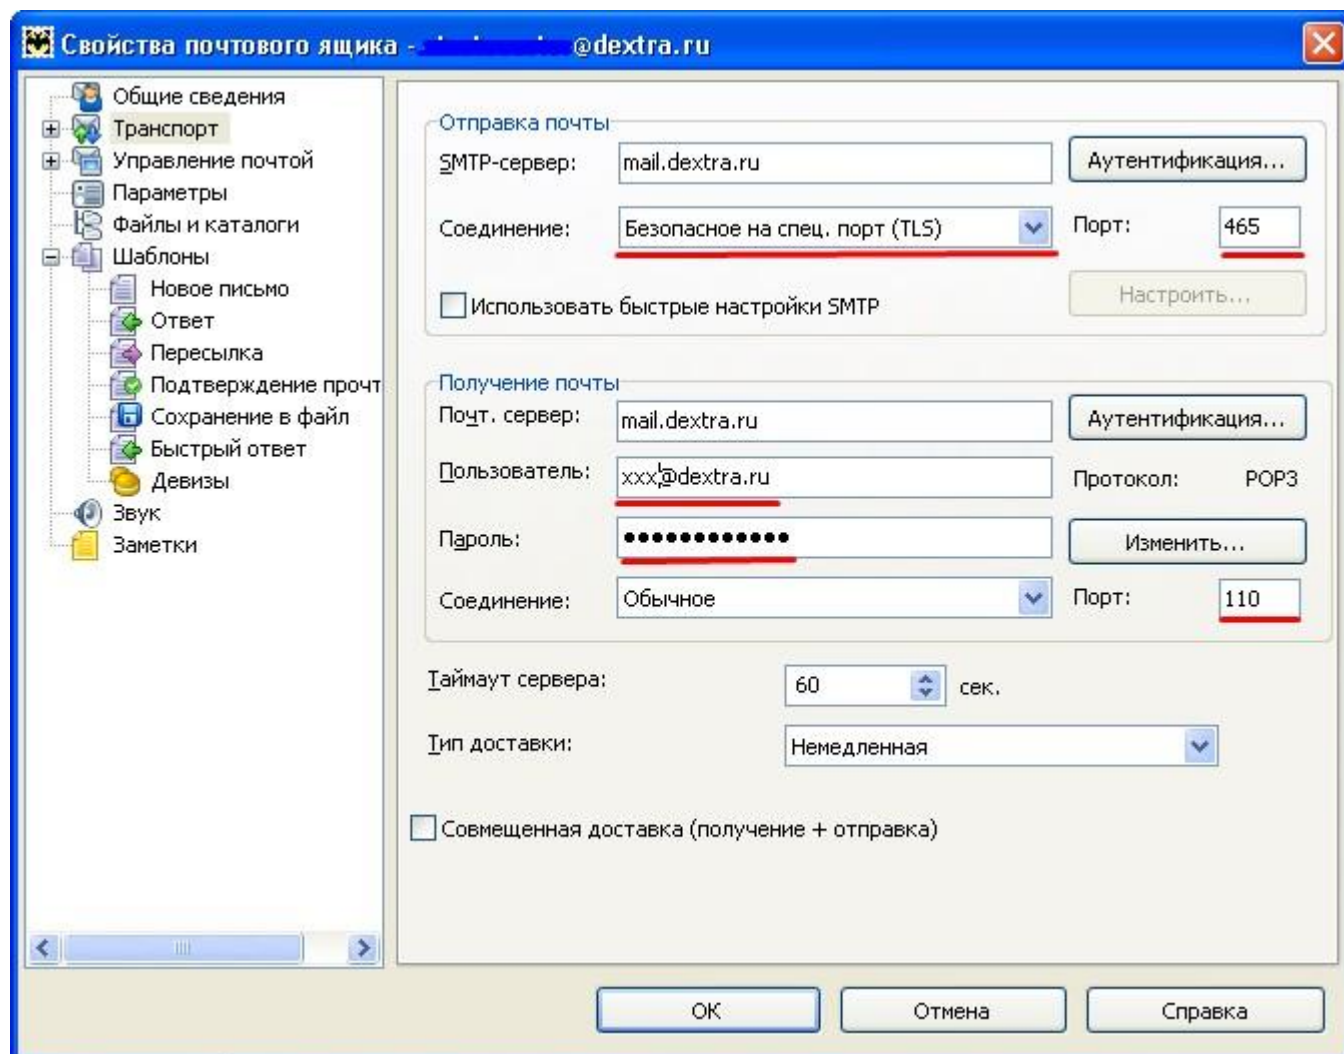 Свойства почтового ящика - @dextra.ru
Общие сведения
Транспорт
Управление почтой
Параметры
Файлы и каталоги
Шаблоны
Новое письмо
Ответ
Пересылка
Подтверждение прочт
Сохранение в файл
Быстрый ответ
Девизы
Звук
Заметки
Отправка почты
SMTP-сервер: mail.dextra.ru Аутентификация...
Соединение: Безопасное на спец. порт (TLS) Порт: 465
Использовать быстрые настройки SMTP Настроить...
Получение почты
Почт. сервер: mail.dextra.ru Аутентификация...
Пользователь: xxx@dextra.ru Протокол: POP3
Пароль: •••••••••••• Изменить...
Соединение: Обычное Порт: 110
Таймаут сервера: 60 сек.
Тип доставки: Немедленная
Совмещенная доставка (получение + отправка)
ОК Отмена Справка